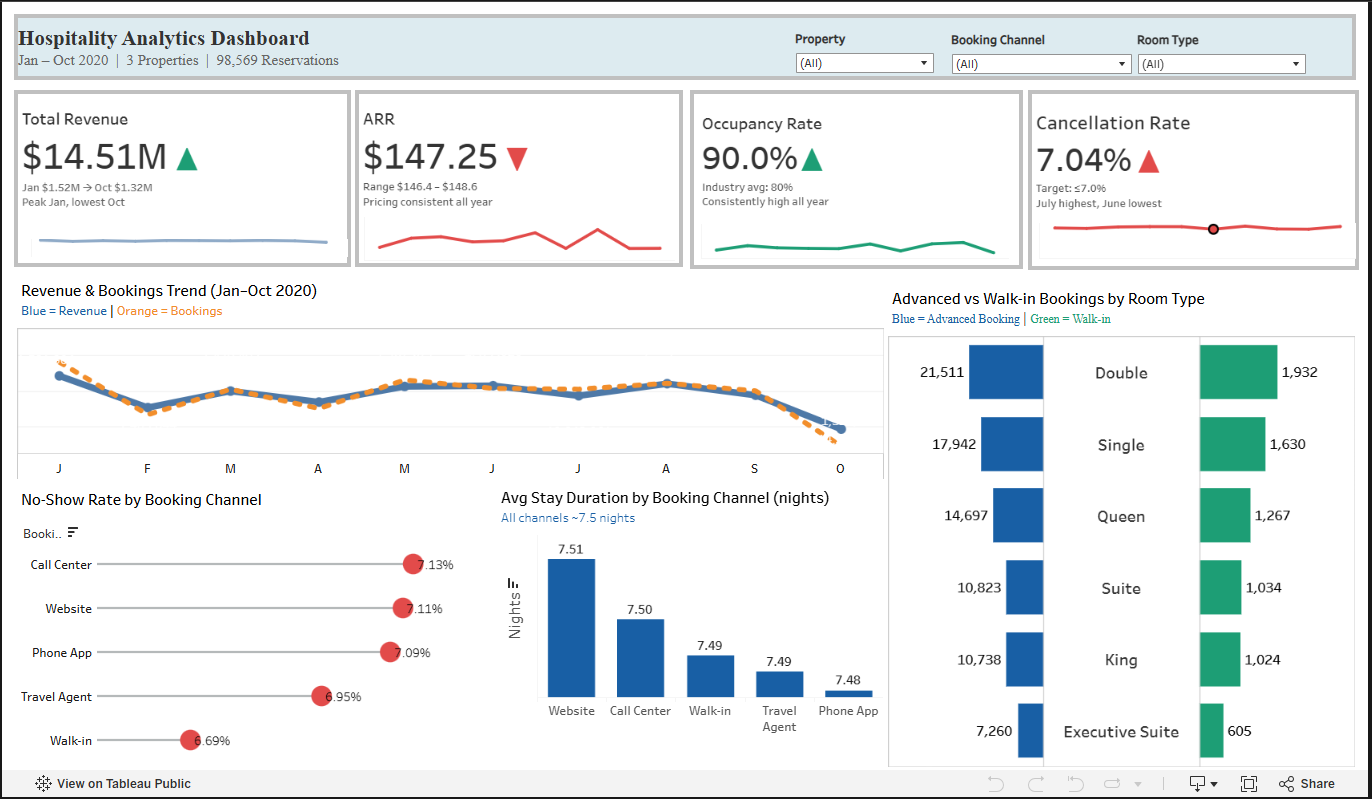 Hospitality Analytics Dashboard
Jan – Oct 2020 | 3 Properties | 98,569 Reservations
Property
(All)
Booking Channel
(All)
Room Type
(All)
Total Revenue
$14.51M ▲
Jan $1.52M → Oct $1.32M
Peak Jan, lowest Oct
ARR
$147.25 ▼
Range $146.4 – $148.6
Pricing consistent all year
Occupancy Rate
90.0% ▲
Industry avg: 80%
Consistently high all year
Cancellation Rate
7.04% ▲
Target: ≤7.0%
July highest, June lowest
Revenue & Bookings Trend (Jan–Oct 2020)
Blue = Revenue | Orange = Bookings
J F M A M J J A S O
No-Show Rate by Booking Channel
Booki..
Call Center 7.13%
Website 7.11%
Phone App 7.09%
Travel Agent 6.95%
Walk-in 6.69%
Avg Stay Duration by Booking Channel (nights)
All channels ~7.5 nights
Nights
7.51
7.50
7.49
7.49
7.48
Website Call Center Walk-in Travel Agent Phone App
Advanced vs Walk-in Bookings by Room Type
Blue = Advanced Booking | Green = Walk-in
21,511 Double 1,932
17,942 Single 1,630
14,697 Queen 1,267
10,823 Suite 1,034
10,738 King 1,024
7,260 Executive Suite 605
View on Tableau Public
Share